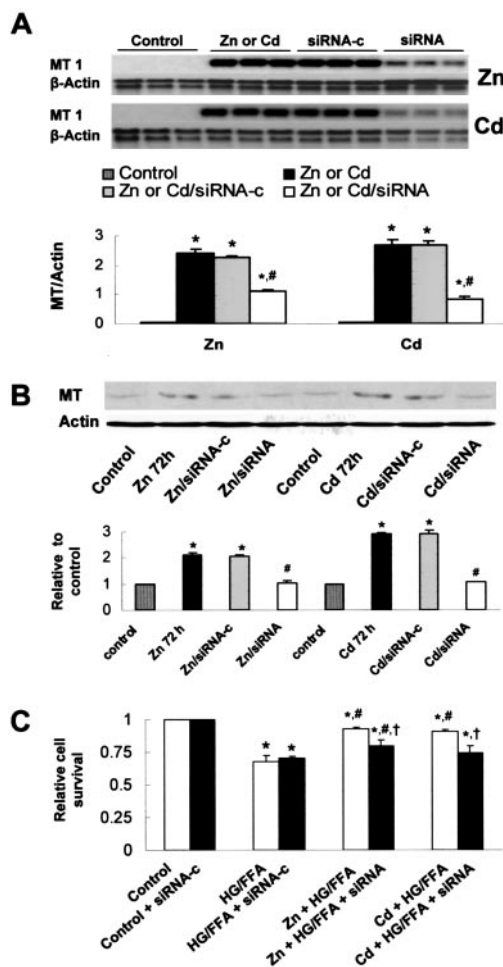 A
Control Zn or Cd siRNA-c siRNA
MT 1
β-Actin
Zn
MT 1
β-Actin
Cd
Control Zn or Cd
Zn or Cd/siRNA-c Zn or Cd/siRNA
MT/Actin
3
2
1
0
* * *,# * * *,#
Zn Cd
B
MT
Actin
Control Zn 72h Zn/siRNA-c Zn/siRNA Control Cd 72h Cd/siRNA-c Cd/siRNA
Relative to
control
3
2
1
0
* * # * * #
control Zn 72 h Zn/siRNA-c Zn/siRNA control Cd 72 h Cd/siRNA-c Cd/siRNA
C
Relative cell
survival
1
0.75
0.5
0.25
0
* * *,# *,#,† *,# *,†
Control
Control + siRNA-c
HG/FFA
HG/FFA + siRNA-c
Zn + HG/FFA
Zn + HG/FFA + siRNA
Cd + HG/FFA
Cd + HG/FFA + siRNA